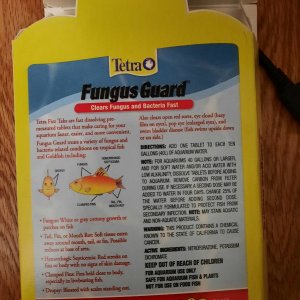 Tetra
Fungus Guard
Clears Fungus and Bacteria Fast
Tetra Fizz Tabs are fast dissolving pre-
measured tablets that make caring for your
aquarium faster, easier, and more convenient.
Fungus Guard treats a variety of fungus and
bacteria-related conditions on tropical fish
and Goldfish including:
FUNGUS
HEMORRHAGIC
SEPTICEMIA
CLAMPED FINS
• Fungus: White or gray cottony growth or
patches on fish.
• Tail, Fin, or Mouth Rot: Soft tissue starts
away around mouth, tail, or fin. Possible
redness at base of area.
• Hemorrhagic Septicemia: Red streaks on
fins or body with no signs of skin damage.
• Clamped Fins: Fins held close to body,
especially in livebearing fish.
• Dropsy: Bloated with scales standing out.
Also clears open red sores, eye cloud (hazy
film on eyes), pop eye (enlarged eyes), and
swim bladder disease (fish swims upside down
or on side.)
DIRECTIONS: ADD ONE TABLET TO EACH TEN
GALLONS (40L) OF AQUARIUM WATER.
NOTE: FOR AQUARIUMS 40 GALLONS OR LARGER,
AND FOR SOFT WATER AND/OR ACID WATER WITH
LOW ALKALINITY, DISSOLVE TABLETS BEFORE ADDING
TO AQUARIUM. REMOVE CARBON FROM FILTER
DURING USE. IF NECESSARY A SECOND DOSE MAY BE
ADDED TO WATER IN FOUR DAYS. CHANGE 25% OF
THE WATER BEFORE ADDING SECOND DOSE.
SPECIALLY FORMULATED TO PROTECT FISH FROM
SECONDARY INFECTION. NOTE: MAY STAIN AQUATIC
AND NON-AQUATIC MATERIALS.
WARNING: THIS PRODUCT CONTAINS A CHEMICAL
KNOWN TO THE STATE OF CALIFORNIA TO CAUSE
CANCER.
ACTIVE INGREDIENTS: NITROFURAZONE, POTASSIUM
DICHROMATE
KEEP OUT OF REACH OF CHILDREN
FOR AQUARIUM USE ONLY
SAFE FOR AQUARIUM FISH & PLANTS
NOT FOR USE ON FOOD FISH